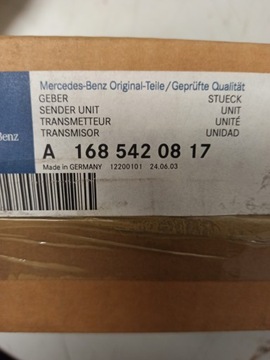 Mercedes-Benz Original-Teile/Geprüfte Qualität
GEBER STUECK
SENDER UNIT UNIT
TRANSMETTEUR UNITÉ
TRANSMISOR UNIDAD
Benz
A 168 542 08 17
Made in GERMANY 12200101 24.06.03